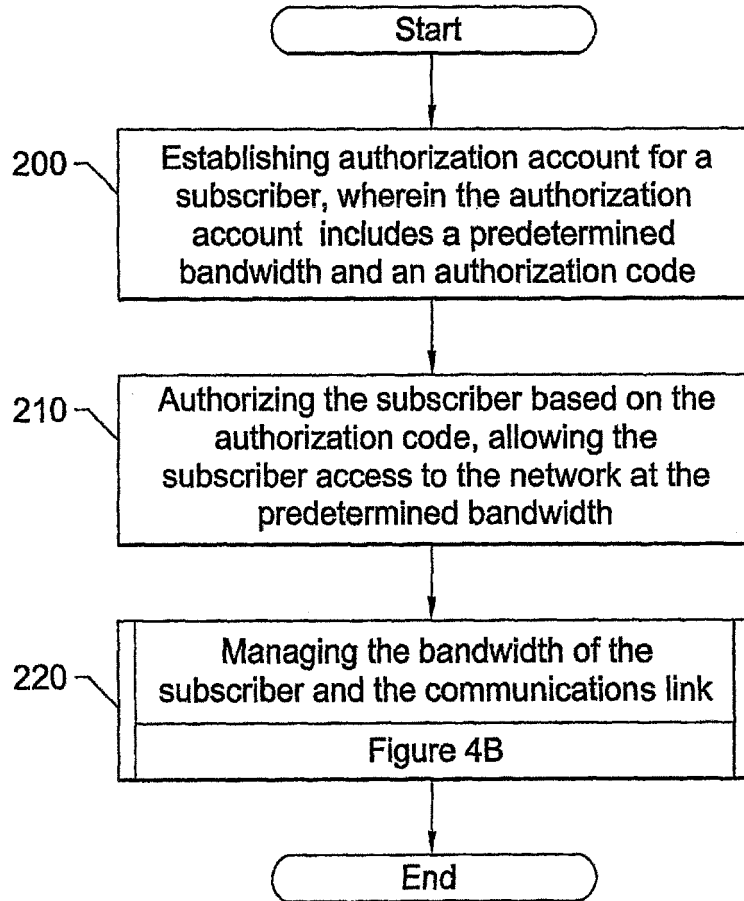 Start
200
Establishing authorization account for a
subscriber, wherein the authorization
account includes a predetermined
bandwidth and an authorization code
210
Authorizing the subscriber based on the
authorization code, allowing the
subscriber access to the network at the
predetermined bandwidth
220
Managing the bandwidth of the
subscriber and the communications link
Figure 4B
End